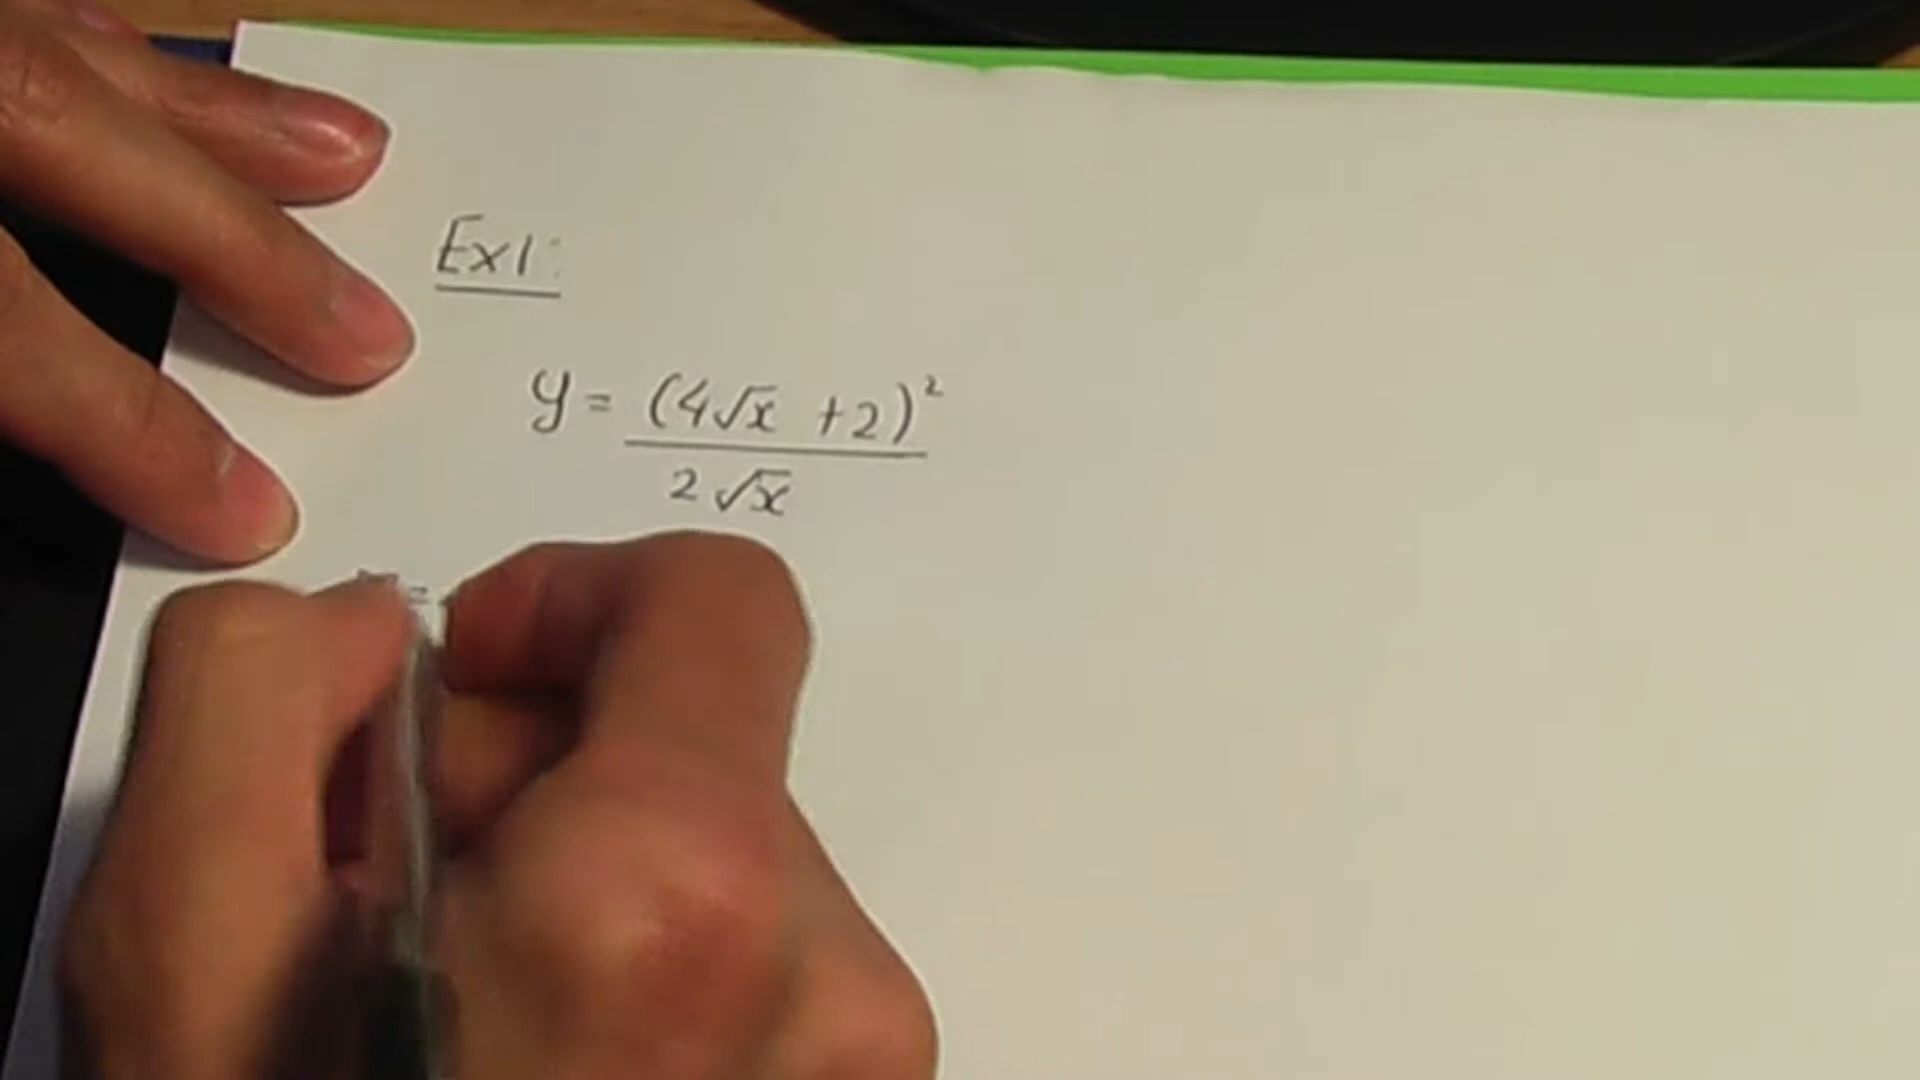 Ex1:
y = (4√x + 2)²
2√x
=